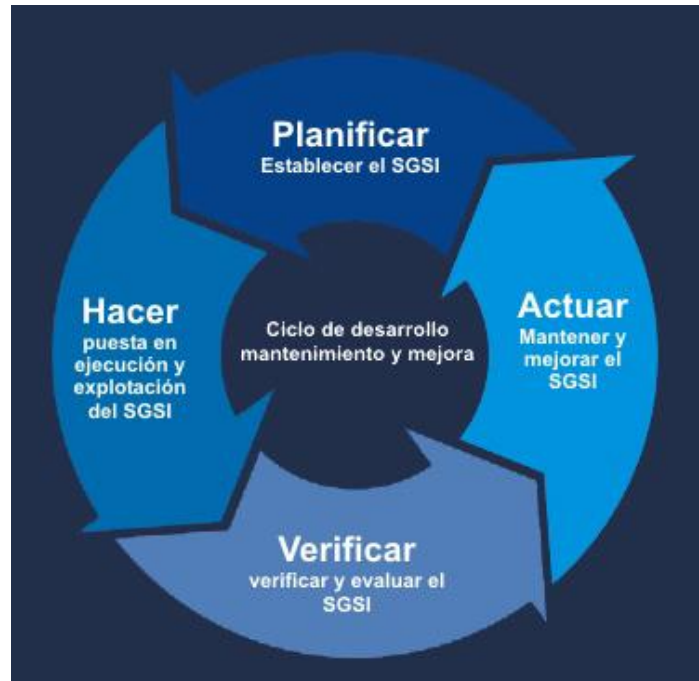 Planificar
Establecer el SGSI
Hacer
puesta en
ejecución y
explotación
del SGSI
Ciclo de desarrollo
mantenimiento y mejora
Actuar
Mantener y
mejorar el
SGSI
Verificar
verificar y evaluar el
SGSI